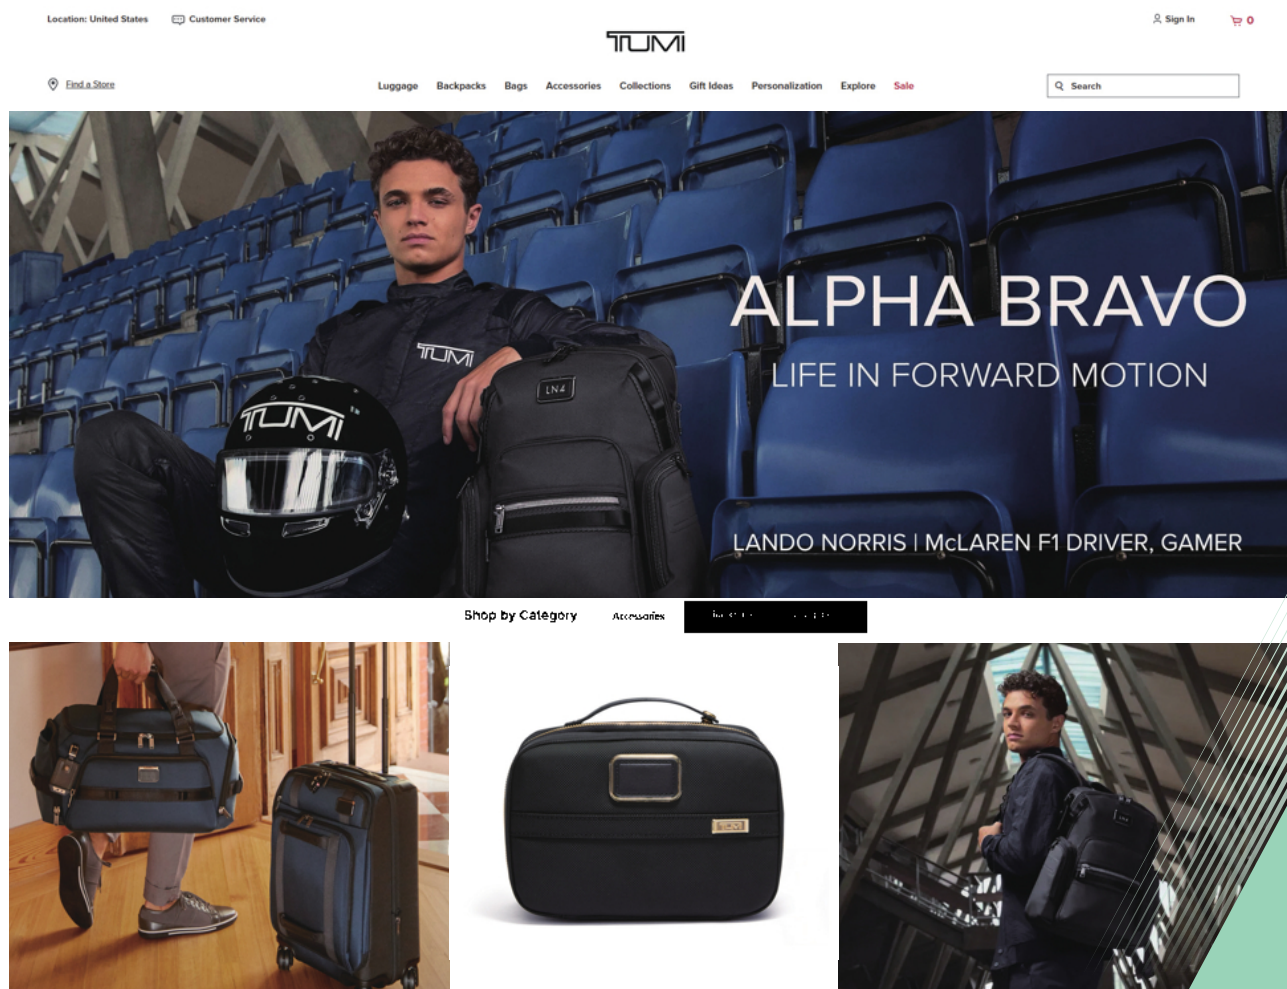 Location: United States
Customer Service
Sign In
0
TUMI
Find a Store
Luggage Backpacks Bags Accessories Collections Gift Ideas Personalization Explore Sale
Search
ALPHA BRAVO
LIFE IN FORWARD MOTION
TUMI
LN4
TUMI
LANDO NORRIS | McLAREN F1 DRIVER, GAMER
Shop by Category
Accessories
LN4
TUMI